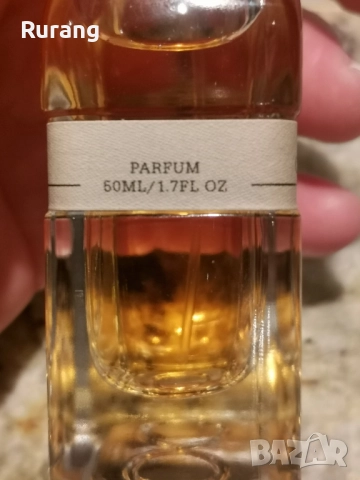 Rurang
PARFUM
50ML/1.7FL OZ
BAZAR